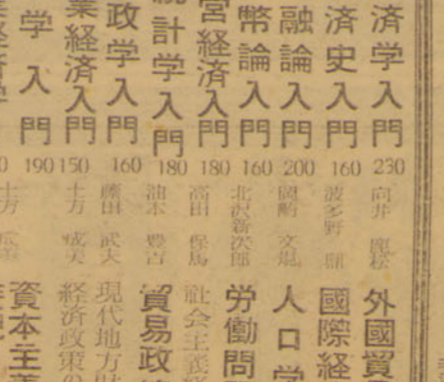 済学入門 230
済史入門 160
融論入門 200
幣論入門 160
営経済入門 180
計学入門 180
政学入門 160
業経済入門 150
学入門 190
向井
波多野 鼎
北沢新次郎
高田保馬
油本豊吉
藤田武夫
土方成美
土方
外國貿
國際経
人口学
労働問
社会主義経
貿易政
現代地方財
経済政策の
資本主義